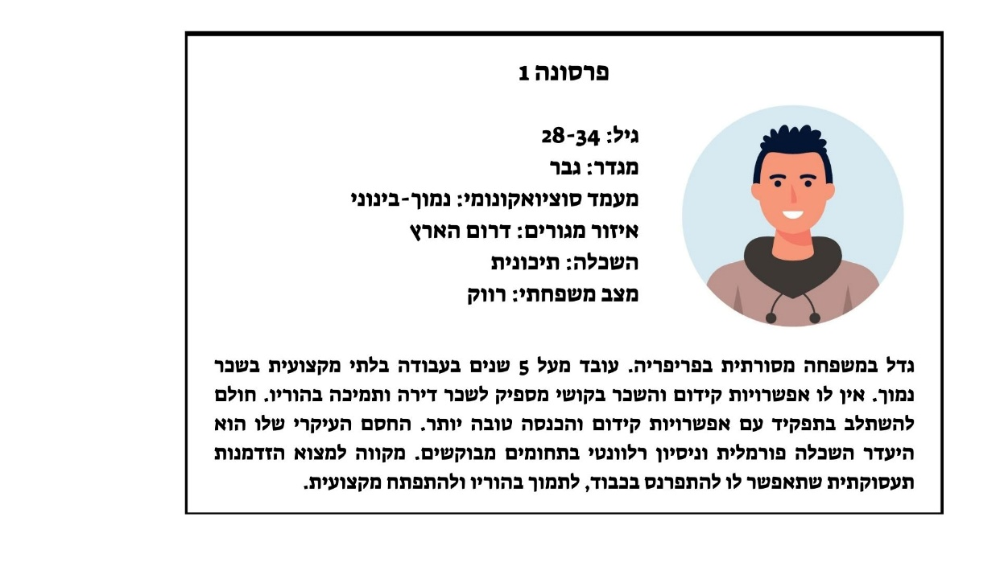 פרסונה 1
גיל: 28-34
מגדר: גבר
מעמד סוציואקונומי: נמוך-בינוני
איזור מגורים: דרום הארץ
השכלה: תיכונית
מצב משפחתי: רווק
גדל במשפחה מסורתית בפריפריה. עובד מעל 5 שנים בעבודה בלתי מקצועית בשכר
נמוך. אין לו אפשרויות קידום והשכר בקושי מספיק לשכר דירה ותמיכה בהוריו. חולם
להשתלב בתפקיד עם אפשרויות קידום והכנסה טובה יותר. החסם העיקרי שלו הוא
היעדר השכלה פורמלית וניסיון רלוונטי בתחומים מבוקשים. מקווה למצוא הזדמנות
תעסוקתית שתאפשר לו להתפרנס בכבוד, לתמוך בהוריו ולהתפתח מקצועית.